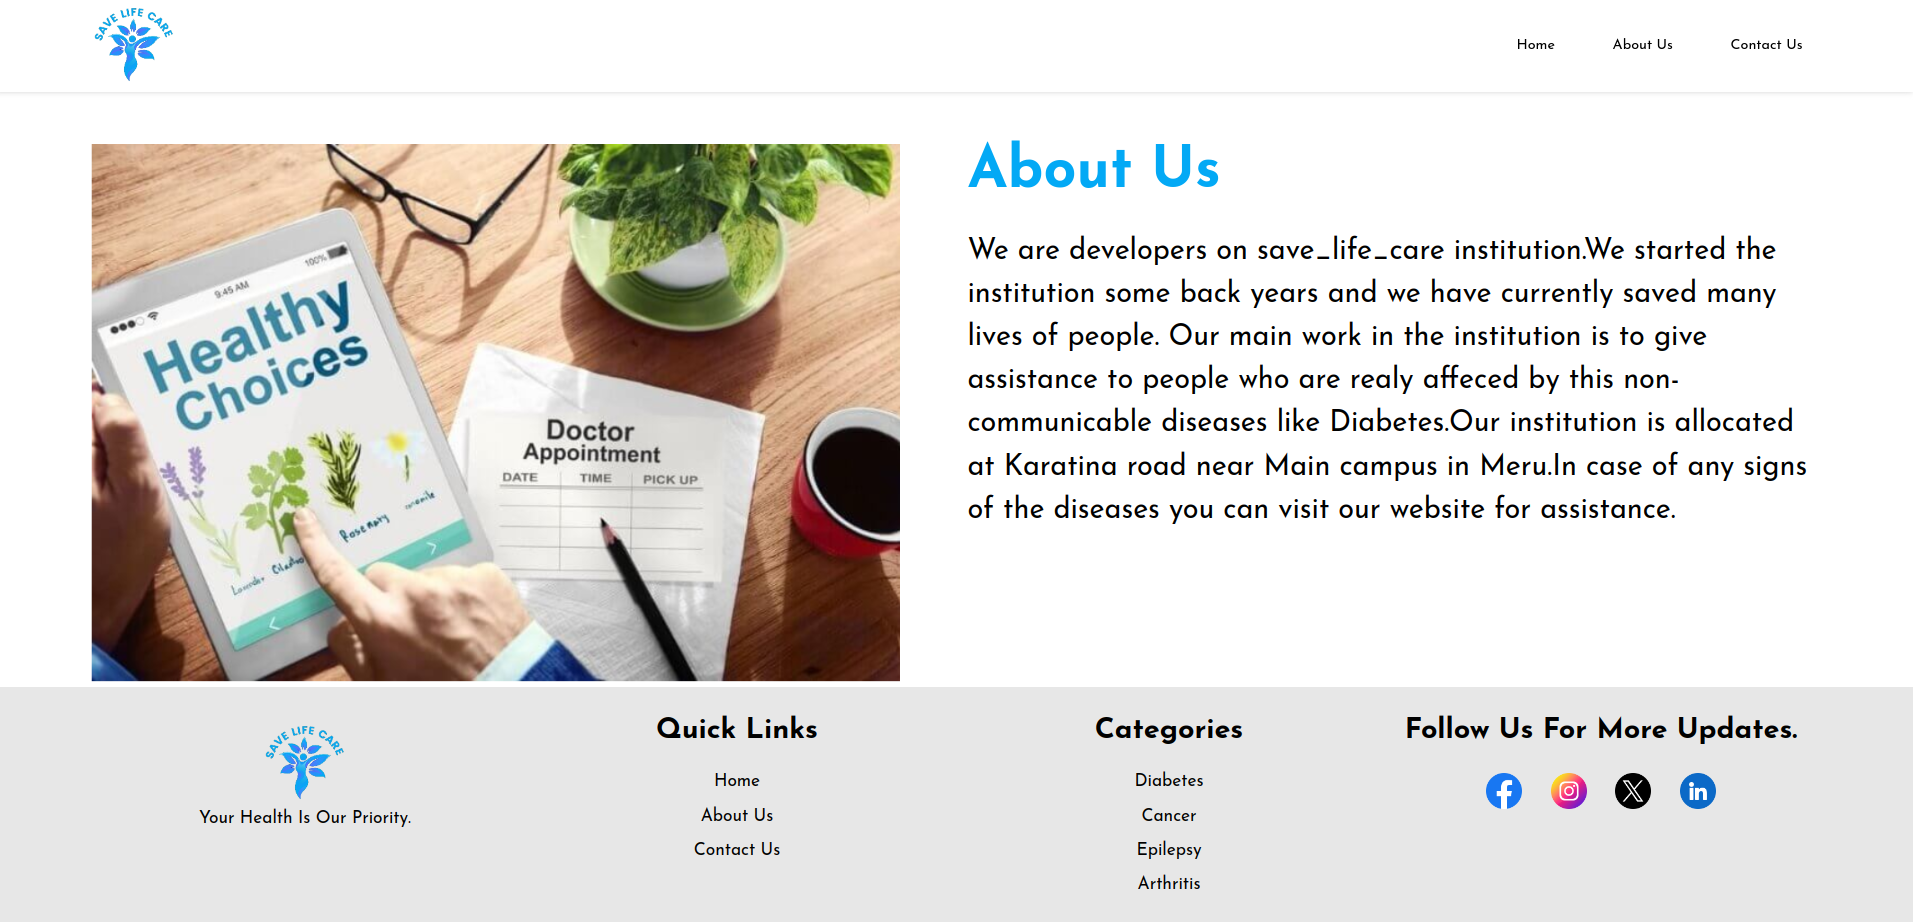 SAVE LIFE CARE
Home
About Us
Contact Us
100%
9:45 AM
Healthy
Choices
Lavender
Cilantro
Rosemary
camomile
Doctor
Appointment
DATE
TIME
PICK UP
About Us
We are developers on save_life_care institution.We started the
institution some back years and we have currently saved many
lives of people. Our main work in the institution is to give
assistance to people who are realy affeced by this non-
communicable diseases like Diabetes.Our institution is allocated
at Karatina road near Main campus in Meru.In case of any signs
of the diseases you can visit our website for assistance.
SAVE LIFE CARE
Your Health Is Our Priority.
Quick Links
Home
About Us
Contact Us
Categories
Diabetes
Cancer
Epilepsy
Arthritis
Follow Us For More Updates.